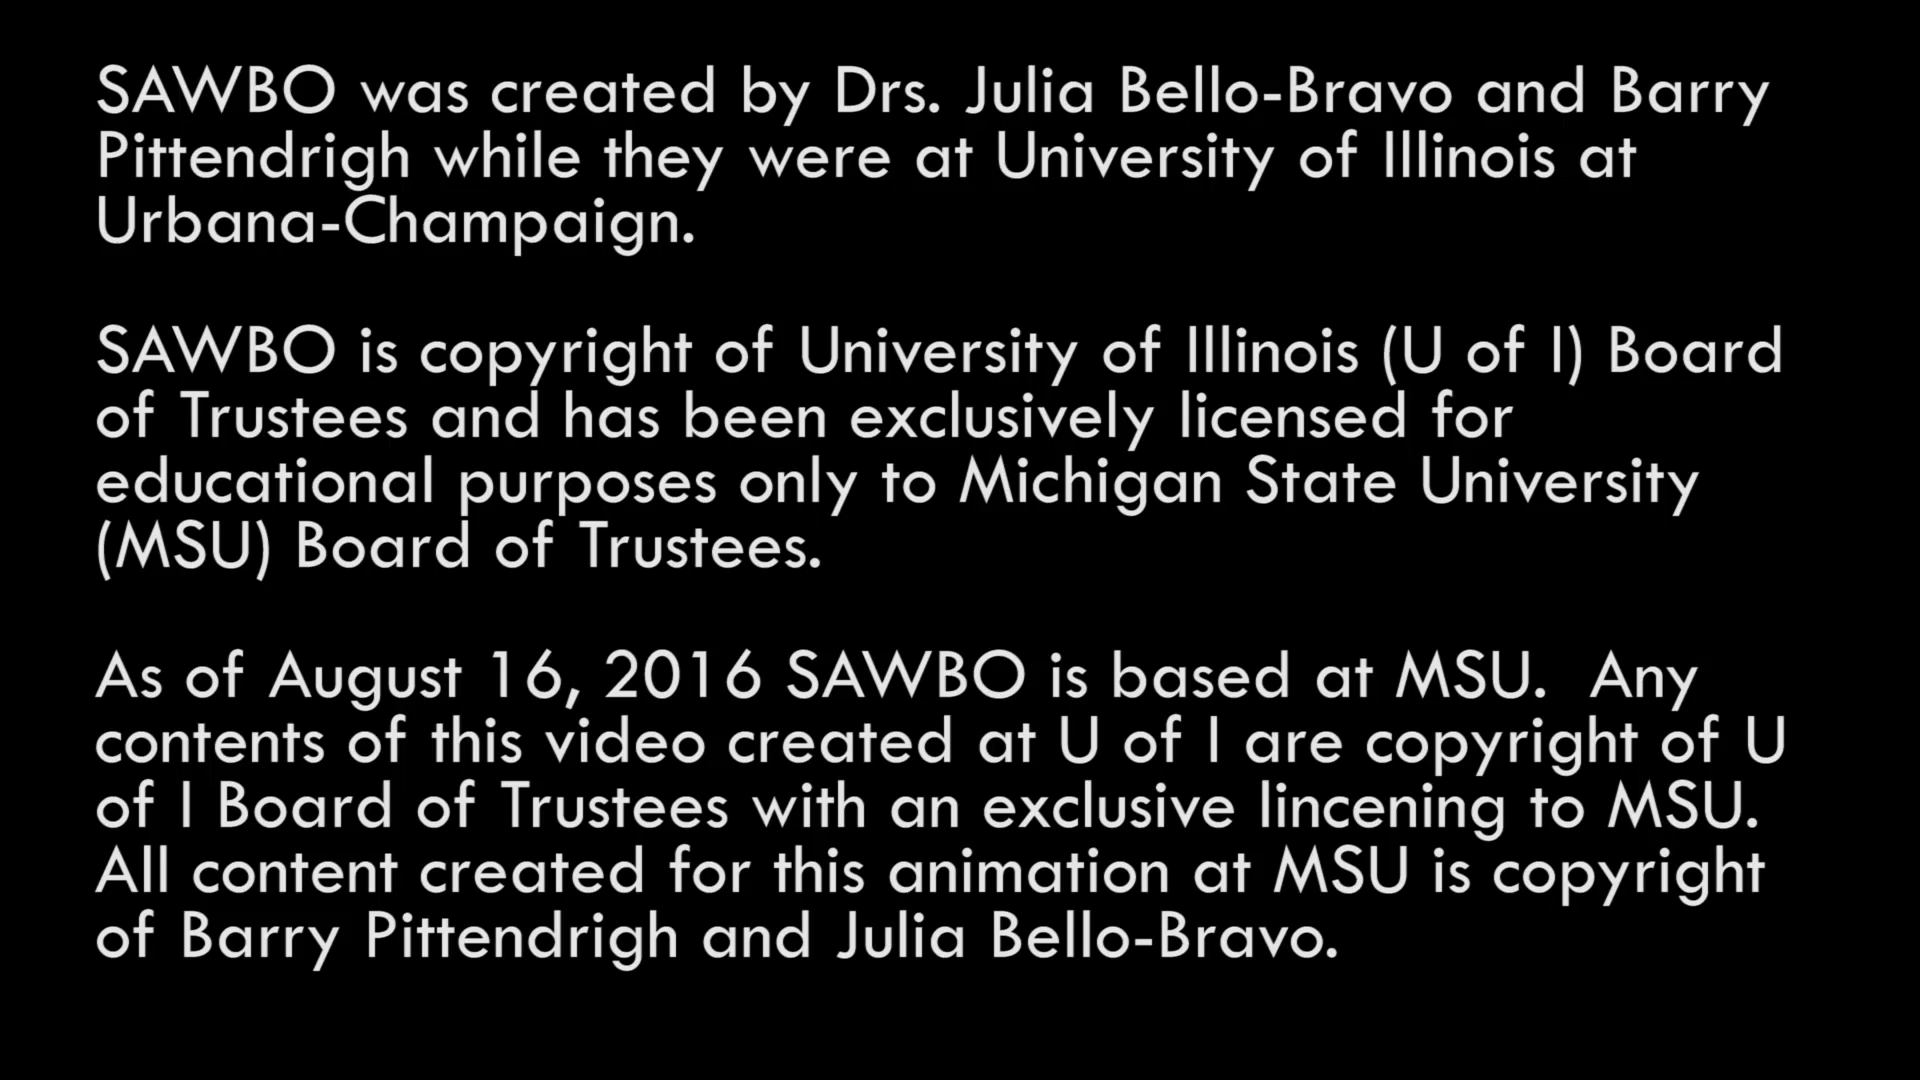 SAWBO was created by Drs. Julia Bello-Bravo and Barry
Pittendrigh while they were at University of Illinois at
Urbana-Champaign.
SAWBO is copyright of University of Illinois (U of I) Board
of Trustees and has been exclusively licensed for
educational purposes only to Michigan State University
(MSU) Board of Trustees.
As of August 16, 2016 SAWBO is based at MSU.  Any
contents of this video created at U of I are copyright of U
of I Board of Trustees with an exclusive lincening to MSU.
All content created for this animation at MSU is copyright
of Barry Pittendrigh and Julia Bello-Bravo.